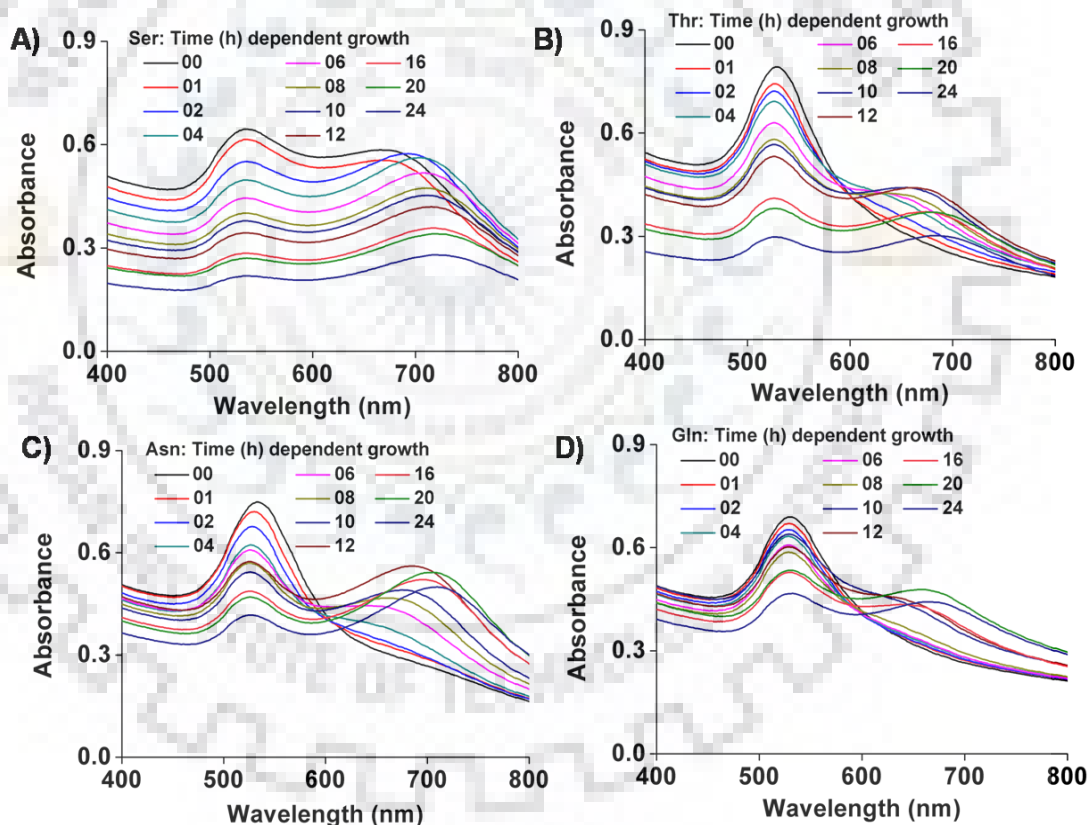 A)
Ser: Time (h) dependent growth
00 06 16
01 08 20
02 10 24
04 12
0.9
0.6
0.3
0.0
Absorbance
400 500 600 700 800
Wavelength (nm)
B)
Thr: Time (h) dependent growth
00 06 16
01 08 20
02 10 24
04 12
0.9
0.6
0.3
0.0
Absorbance
400 500 600 700 800
Wavelength (nm)
C)
Asn: Time (h) dependent growth
00 06 16
01 08 20
02 10 24
04 12
0.9
0.6
0.3
0.0
Absorbance
400 500 600 700 800
Wavelength (nm)
D)
Gln: Time (h) dependent growth
00 06 16
01 08 20
02 10 24
04 12
0.9
0.6
0.3
0.0
Absorbance
400 500 600 700 800
Wavelength (nm)